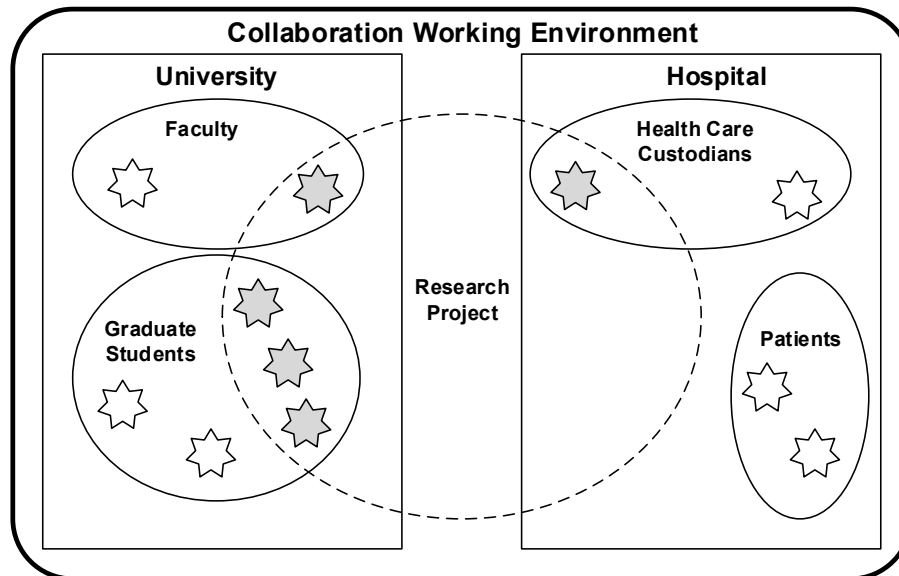 Collaboration Working Environment
University
Hospital
Faculty
Health Care
Custodians
Research
Project
Graduate
Students
Patients